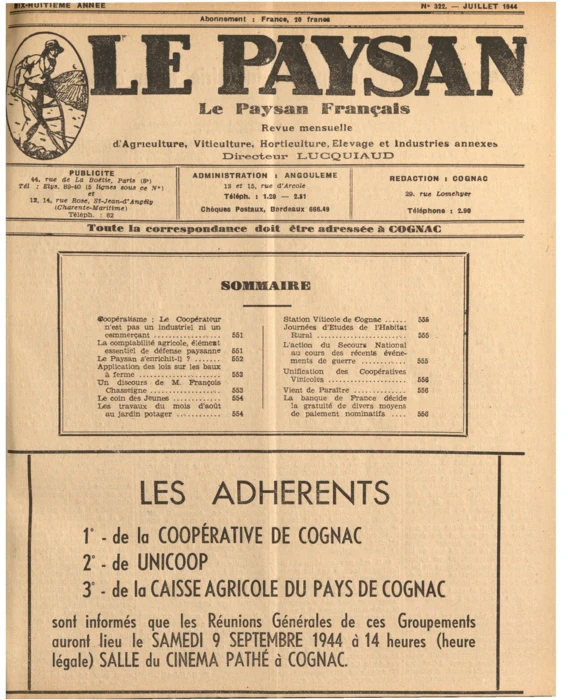 DIX-HUITIEME ANNÉE
N° 322. — JUILLET 1944
Abonnement : France, 20 francs
LE PAYSAN
Le Paysan Français
Revue mensuelle
d'Agriculture, Viticulture, Horticulture, Elevage et Industries annexes
Directeur LUCQUIAUD
PUBLICITE
44, rue de La Boëtie, Paris (8e)
Tél : Elys. 89-40 (5 lignes sous ce N°)
et
12, 14, rue Rose, St-Jean-d'Angély
(Charente-Maritime)
Téléph. : 82
ADMINISTRATION : ANGOULEME
13 et 15, rue d'Arcole
Téléph. : 1.29 — 2.91
Chèques Postaux, Bordeaux 666.49
REDACTION : COGNAC
29, rue Lomehyer
Téléphone : 2.90
Toute la correspondance doit être adressée à COGNAC
SOMMAIRE
Coopératisme : Le Coopérateur
n'est pas un industriel ni un
commerçant .................. 551
La comptabilité agricole, élément
essentiel de défense paysanne 551
Le Paysan s'enrichit-il ? ........ 552
Application des lois sur les baux
à ferme ...................... 553
Un discours de M. François
Chasseigne .................. 553
Le coin des Jeunes ............ 554
Les travaux du mois d'août
au jardin potager ............ 554
Station Viticole de Cognac ...... 555
Journées d'Etudes de l'Habitat
Rural ........................ 555
L'action du Secours National
au cours des récents événe-
ments de guerre .............. 555
Unification des Coopératives
Vinicoles .................... 556
Vient de Paraître .............. 556
La banque de France décide
la gratuité de divers moyens
de paiement nominatifs .... 556
LES ADHERENTS
1° - de la COOPÉRATIVE DE COGNAC
2° - de UNICOOP
3° - de la CAISSE AGRICOLE DU PAYS DE COGNAC
sont informés que les Réunions Générales de ces Groupements
auront lieu le SAMEDI 9 SEPTEMBRE 1944 à 14 heures (heure
légale) SALLE du CINEMA PATHÉ à COGNAC.